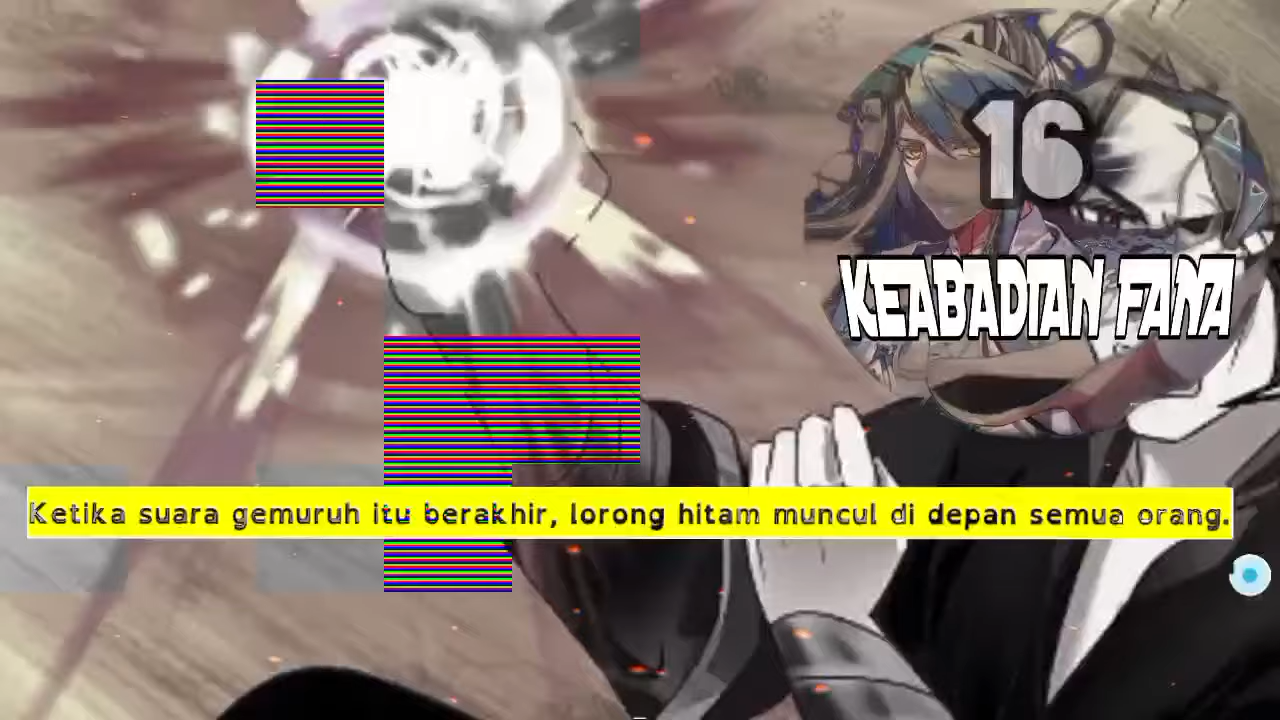 16
KEABADIAN FANA
Ketika suara gemuruh itu berakhir, lorong hitam muncul di depan semua orang.